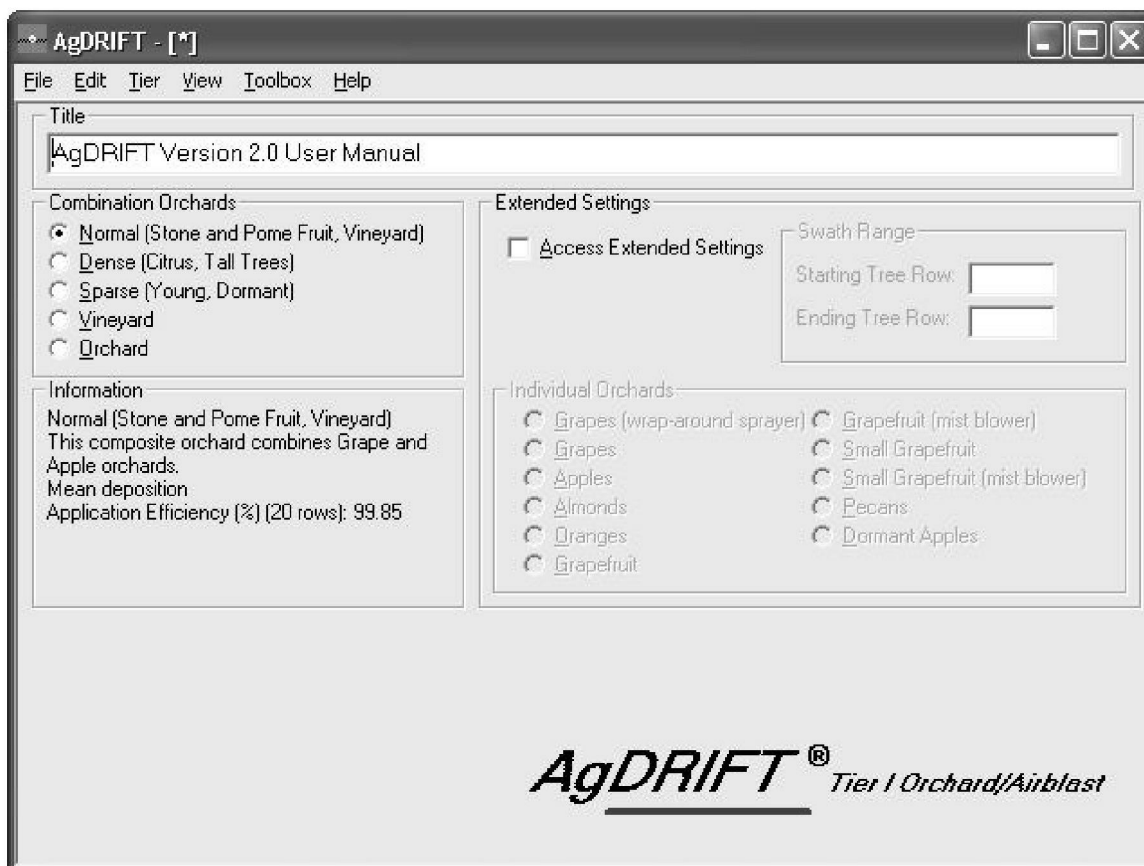 AgDRIFT - [*]
File Edit Tier View Toolbox Help
Title
AgDRIFT Version 2.0 User Manual
Combination Orchards
Normal (Stone and Pome Fruit, Vineyard)
Dense (Citrus, Tall Trees)
Sparse (Young, Dormant)
Vineyard
Orchard
Information
Normal (Stone and Pome Fruit, Vineyard)
This composite orchard combines Grape and
Apple orchards.
Mean deposition
Application Efficiency (%) (20 rows): 99.85
Extended Settings
Access Extended Settings
Swath Range
Starting Tree Row:
Ending Tree Row:
Individual Orchards
Grapes (wrap-around sprayer)
Grapes
Apples
Almonds
Oranges
Grapefruit
Grapefruit (mist blower)
Small Grapefruit
Small Grapefruit (mist blower)
Pecans
Dormant Apples
AgDRIFT® Tier I Orchard/Airblast